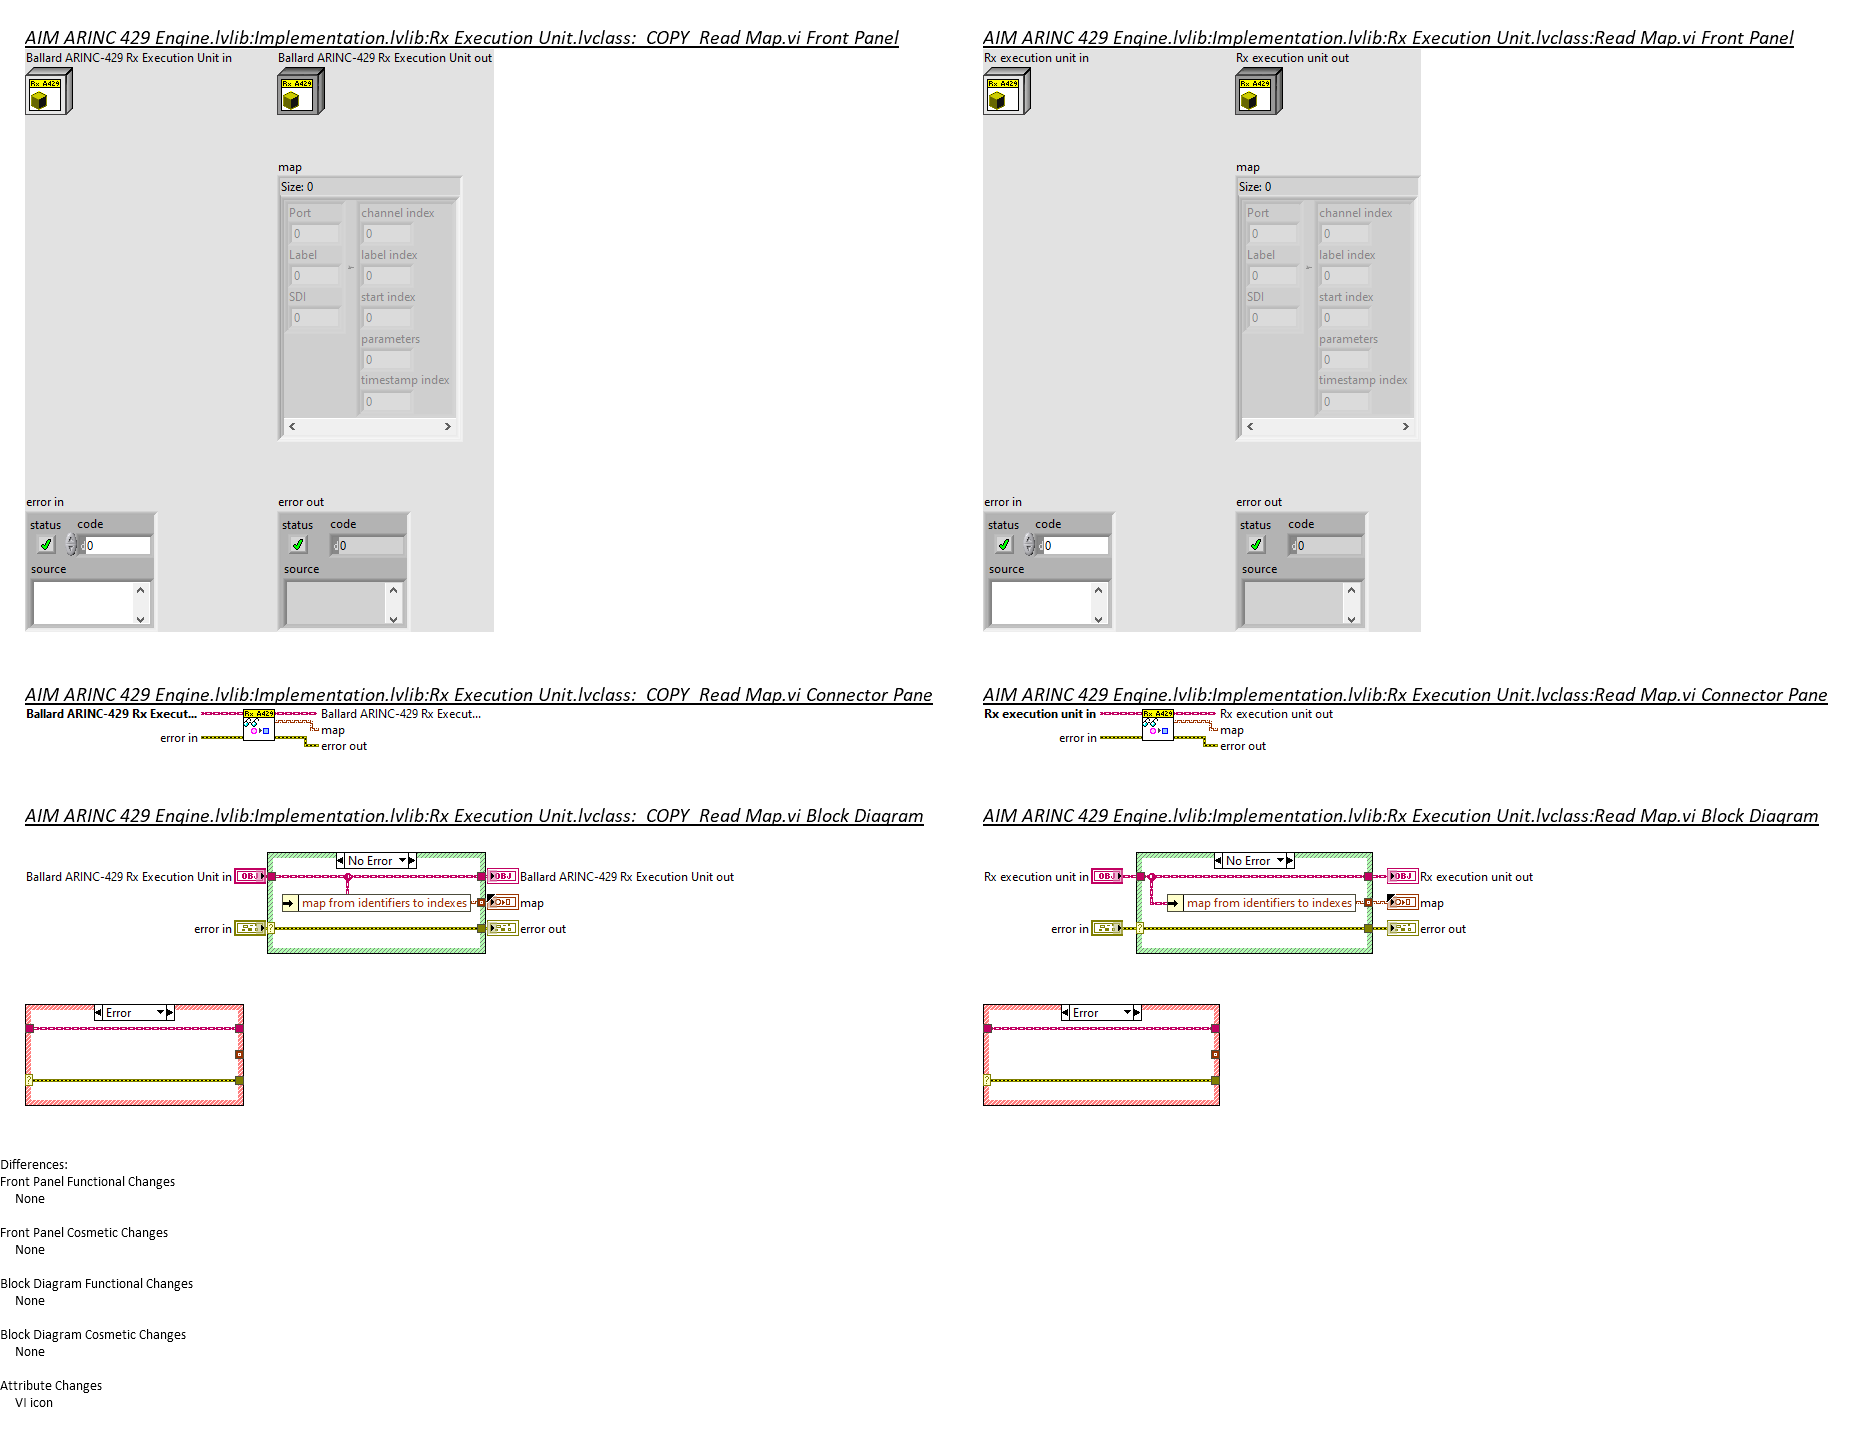 AIM ARINC 429 Engine.lvlib:Implementation.lvlib:Rx Execution Unit.lvclass:  COPY  Read Map.vi Front Panel
Ballard ARINC-429 Rx Execution Unit in
Ballard ARINC-429 Rx Execution Unit out
Rx A429
Rx A429
map
Size: 0
Port
channel index
0
0
Label
label index
0
0
SDI
start index
0
0
parameters
0
timestamp index
0
error in
error out
status
code
status
code
0
0
source
source
AIM ARINC 429 Engine.lvlib:Implementation.lvlib:Rx Execution Unit.lvclass:Read Map.vi Front Panel
Rx execution unit in
Rx execution unit out
Rx A429
Rx A429
map
Size: 0
Port
channel index
0
0
Label
label index
0
0
SDI
start index
0
0
parameters
0
timestamp index
0
error in
error out
status
code
status
code
0
0
source
source
AIM ARINC 429 Engine.lvlib:Implementation.lvlib:Rx Execution Unit.lvclass:  COPY  Read Map.vi Connector Pane
Ballard ARINC-429 Rx Execut...
Rx A429
Ballard ARINC-429 Rx Execut...
map
error in
error out
AIM ARINC 429 Engine.lvlib:Implementation.lvlib:Rx Execution Unit.lvclass:Read Map.vi Connector Pane
Rx execution unit in
Rx A429
Rx execution unit out
map
error in
error out
AIM ARINC 429 Engine.lvlib:Implementation.lvlib:Rx Execution Unit.lvclass:  COPY  Read Map.vi Block Diagram
No Error
Ballard ARINC-429 Rx Execution Unit in
OBJ
OBJ
Ballard ARINC-429 Rx Execution Unit out
map from identifiers to indexes
map
error in
?
error out
Error
?
AIM ARINC 429 Engine.lvlib:Implementation.lvlib:Rx Execution Unit.lvclass:Read Map.vi Block Diagram
No Error
Rx execution unit in
OBJ
OBJ
Rx execution unit out
map from identifiers to indexes
map
error in
?
error out
Error
?
Differences:
Front Panel Functional Changes
None
Front Panel Cosmetic Changes
None
Block Diagram Functional Changes
None
Block Diagram Cosmetic Changes
None
Attribute Changes
VI icon